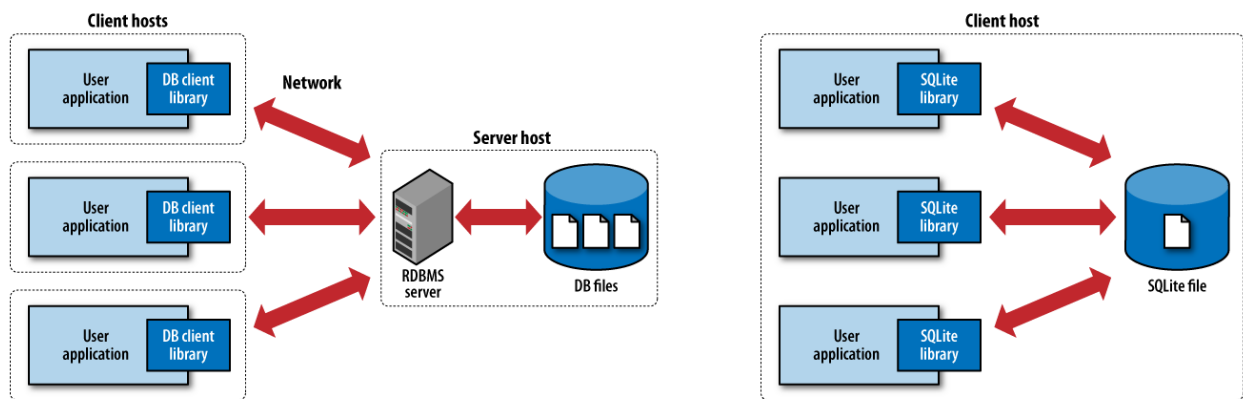 Client hosts
User
application
DB client
library
Network
User
application
DB client
library
User
application
DB client
library
Server host
RDBMS
server
DB files
Client host
User
application
SQLite
library
User
application
SQLite
library
User
application
SQLite
library
SQLite file